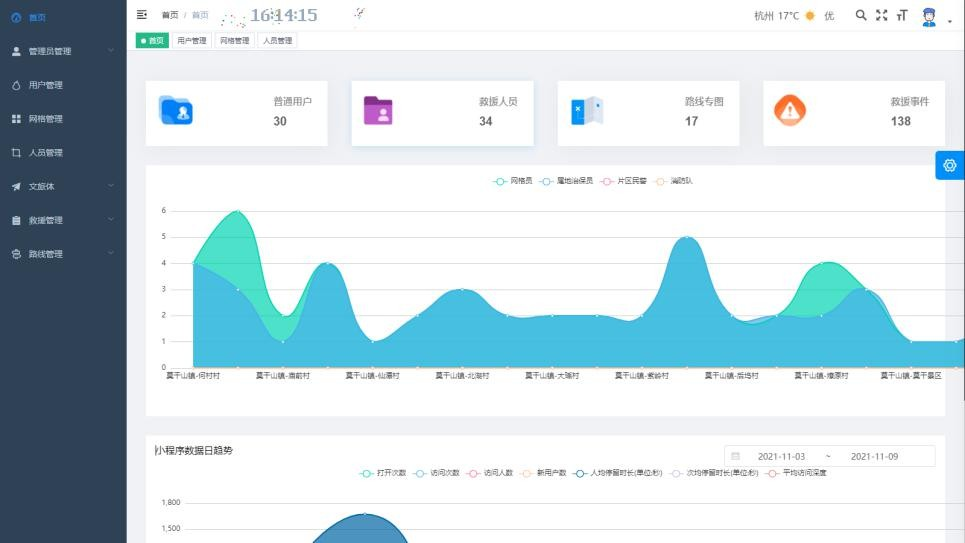 首页
管理员管理
用户管理
网格管理
人员管理
文旅体
救援管理
路线管理
首页 / 首页
16:14:15
杭州 17°C 优
首页 用户管理 网格管理 人员管理
普通用户
30
救援人员
34
路线专图
17
救援事件
138
网格员 属地治保员 片区民警 消防队
6
5
4
3
2
1
0
莫干山镇-何村村 莫干山镇-庙前村 莫干山镇-仙潭村 莫干山镇-北湖村 莫干山镇-大瑶村 莫干山镇-紫岭村 莫干山镇-后坞村 莫干山镇-燎原村 莫干山镇-莫干景区
小程序数据日趋势
2021-11-03 ~ 2021-11-09
打开次数 访问次数 访问人数 新用户数 人均停留时长(单位:秒) 次均停留时长(单位:秒) 平均访问深度
1,800
1,500